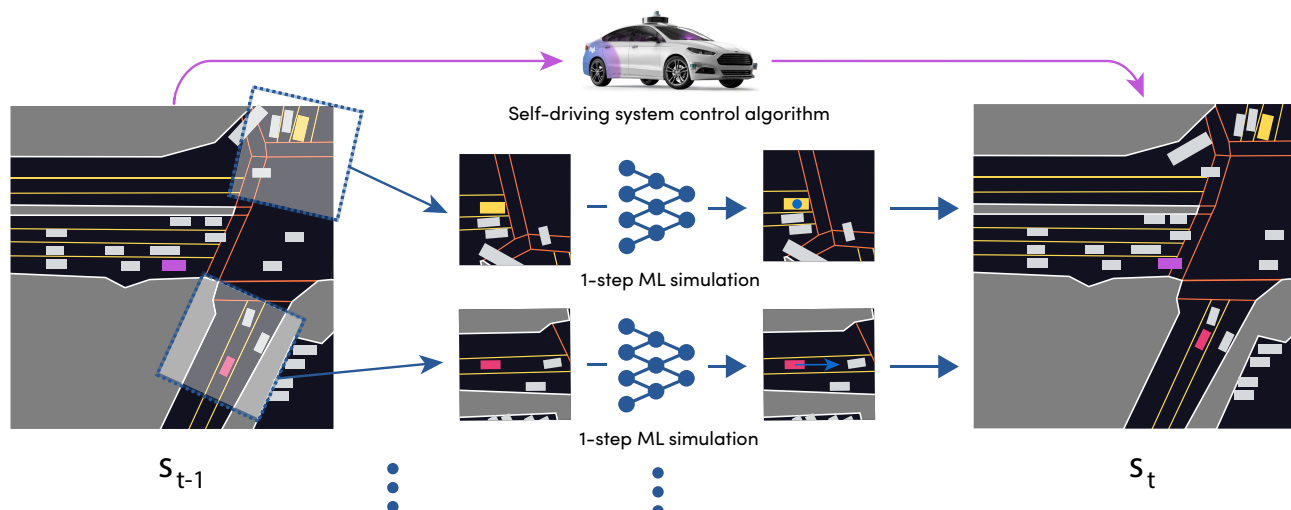 Self-driving system control algorithm
1-step ML simulation
1-step ML simulation
S t-1
S t